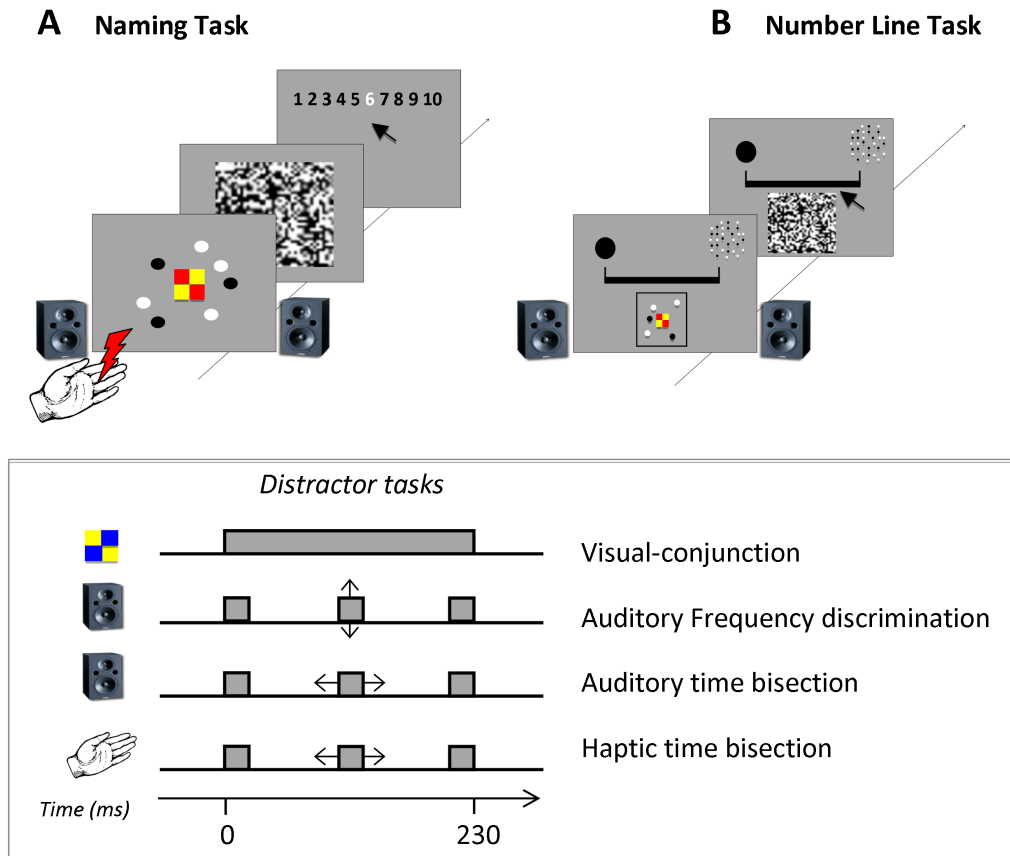 A Naming Task
B Number Line Task
1 2 3 4 5 6 7 8 9 10
Distractor tasks
Visual-conjunction
Auditory Frequency discrimination
Auditory time bisection
Haptic time bisection
Time (ms)
0
230